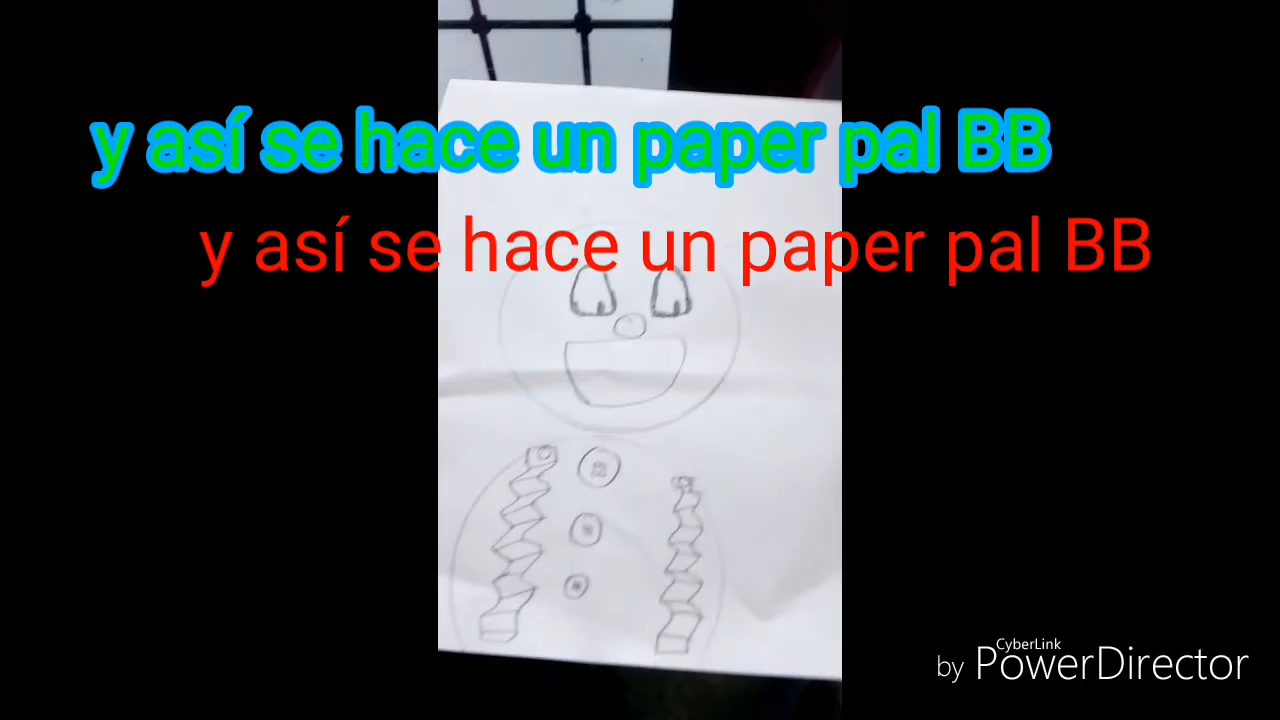 y así se hace un paper pal BB
y así se hace un paper pal BB
CyberLink
by PowerDirector